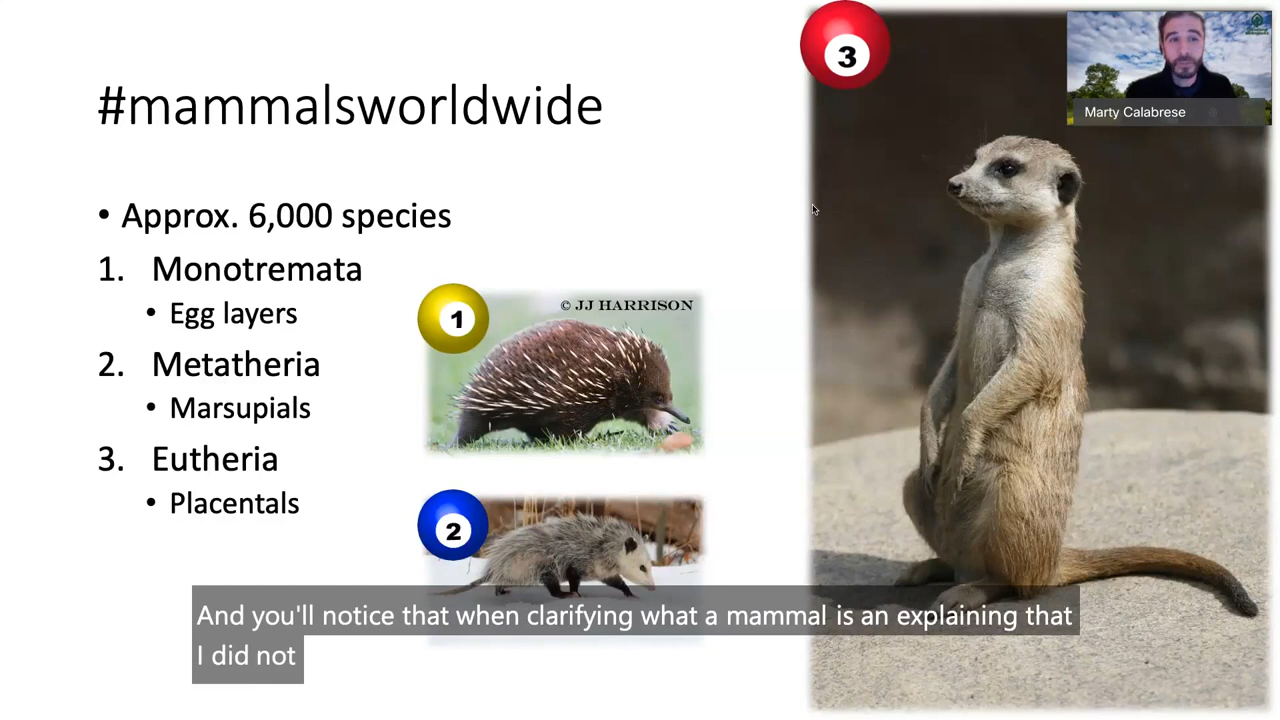 #mammalsworldwide
• Approx. 6,000 species
1. Monotremata
• Egg layers
2. Metatheria
• Marsupials
3. Eutheria
• Placentals
1
© JJ HARRISON
2
3
Marty Calabrese
And you'll notice that when clarifying what a mammal is an explaining that
I did not